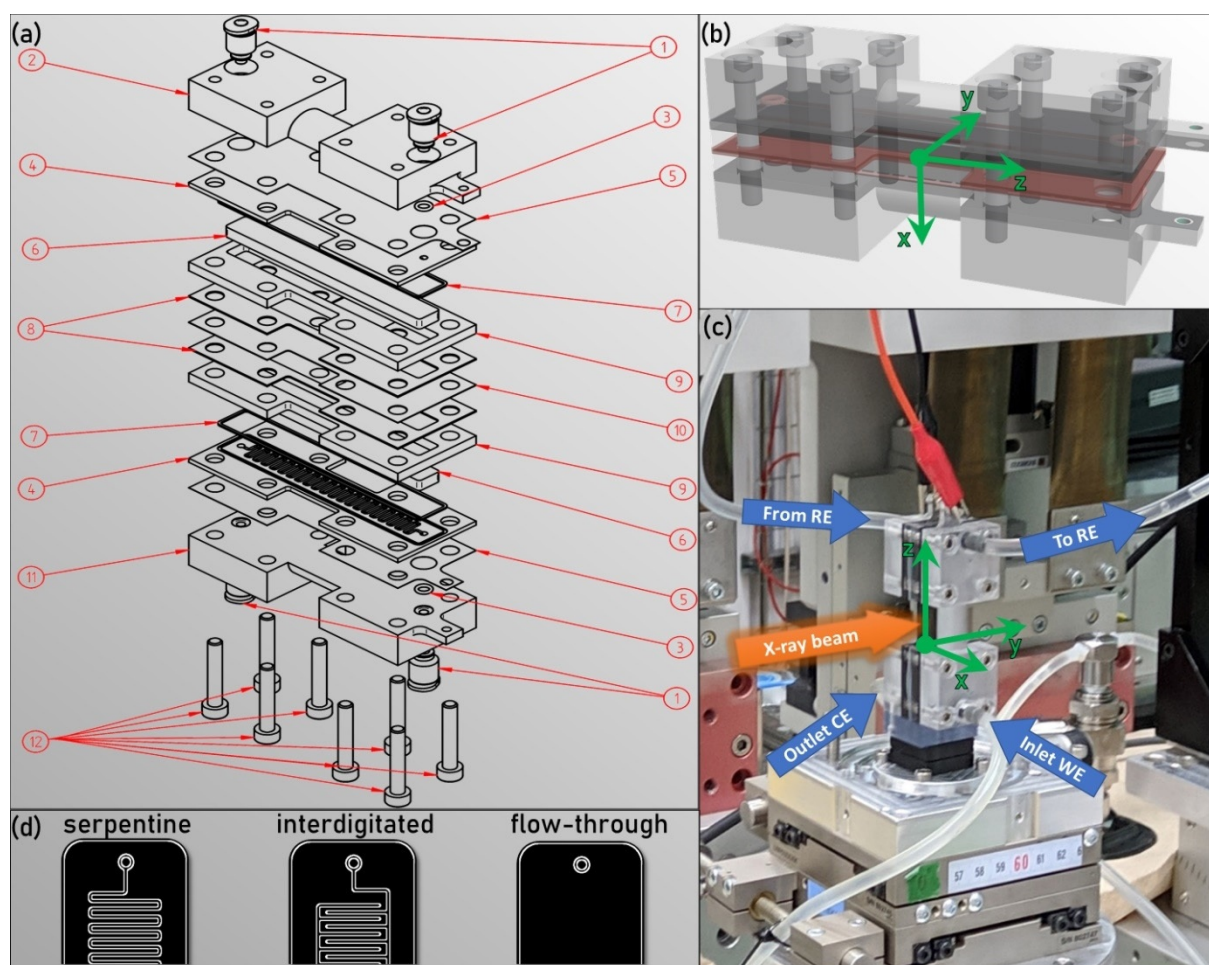 (a)
1
2
3
4
5
6
7
8
9
10
7
9
4
6
11
5
3
1
12
(b)
y
z
x
(c)
From RE
To RE
z
X-ray beam
y
x
Outlet CE
Inlet WE
57 58 59 60 61 62 6
(d)
serpentine
interdigitated
flow-through